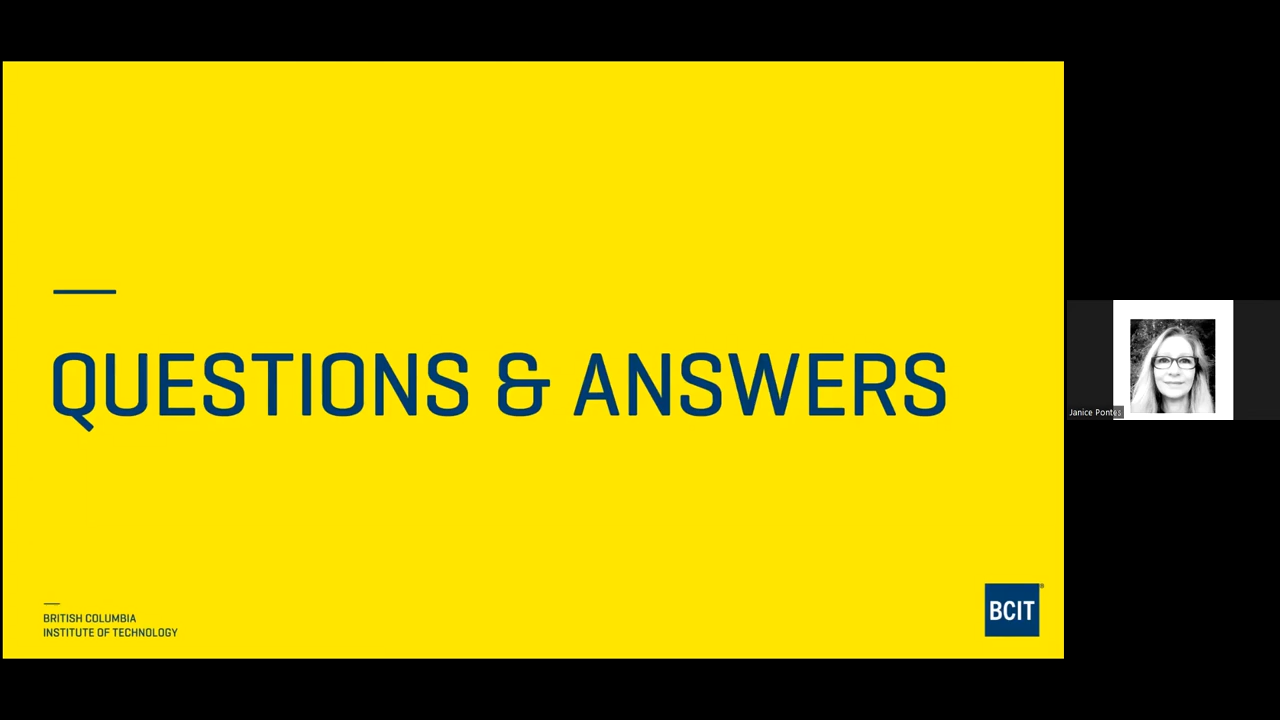 QUESTIONS & ANSWERS
BRITISH COLUMBIA
INSTITUTE OF TECHNOLOGY
BCIT®
Janice Pontes